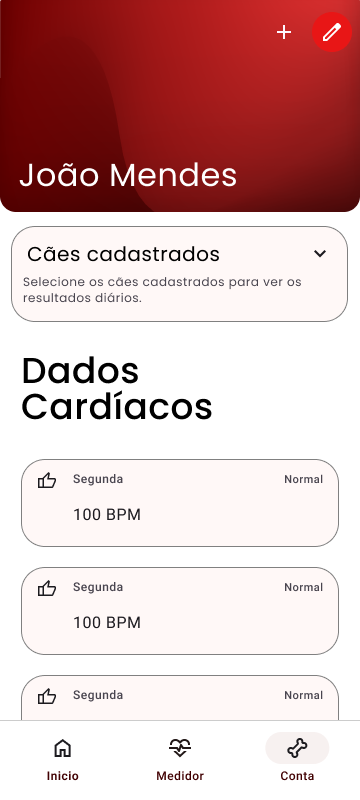 João Mendes
Cães cadastrados
Selecione os cães cadastrados para ver os
resultados diários.
Dados
Cardíacos
Segunda
Normal
100 BPM
Segunda
Normal
100 BPM
Segunda
Normal
Inicio
Medidor
Conta